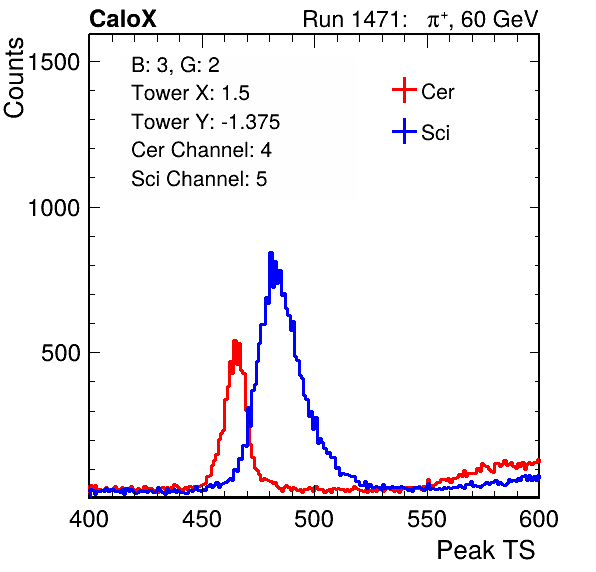 CaloX Run 1471: π⁺, 60 GeV
Counts
1500
1000
500
B: 3, G: 2
Tower X: 1.5
Tower Y: -1.375
Cer Channel: 4
Sci Channel: 5
Cer
Sci
400 450 500 550 600
Peak TS